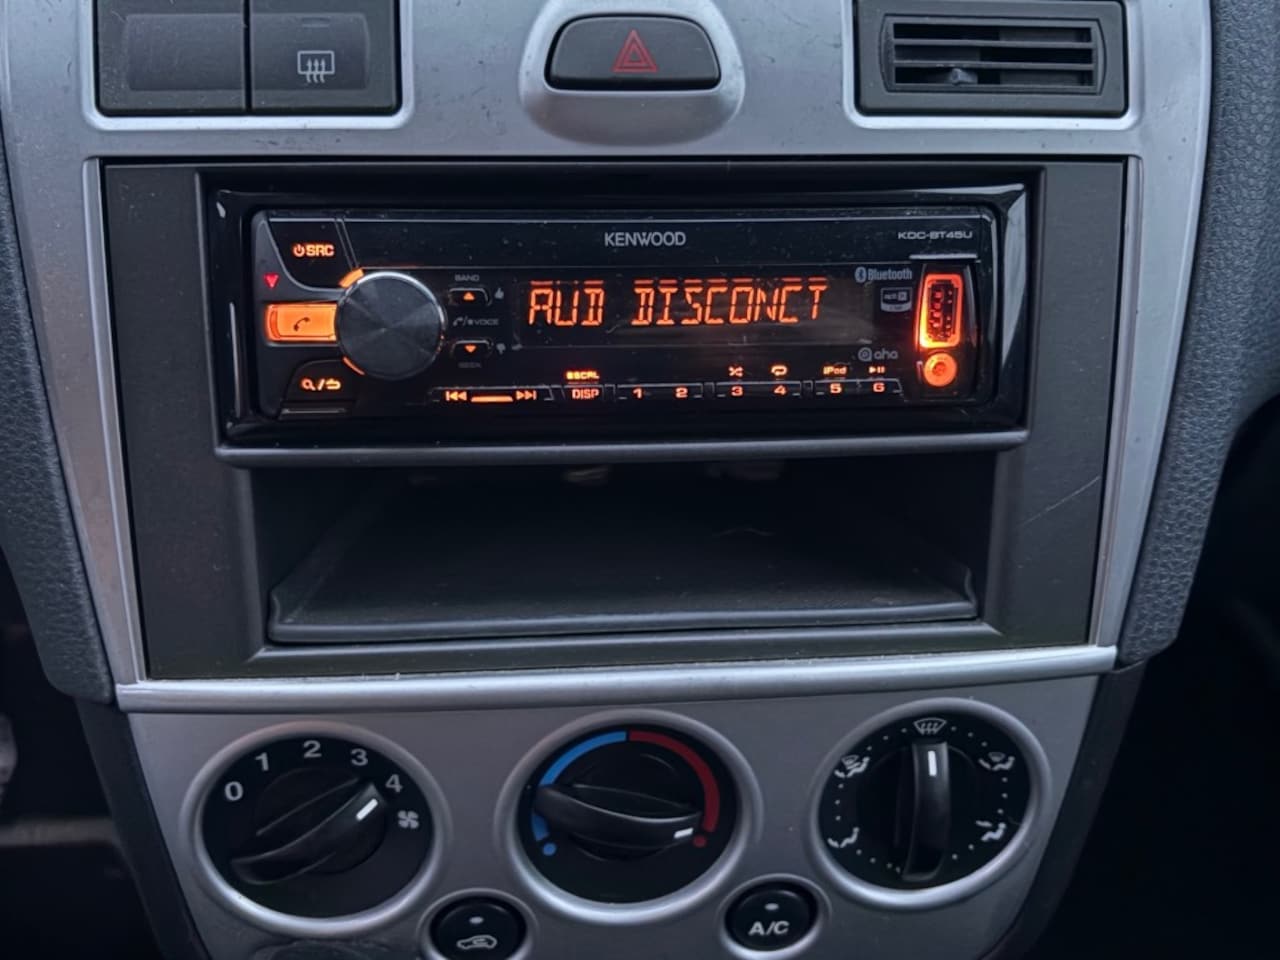 SRC
KENWOOD
KDC-BT45U
BAND
Bluetooth
AUD DISCONCT
/VOICE
aha
SCRL
iPod
DISP
1
2
3
4
5
6
0
1
2
3
4
A/C